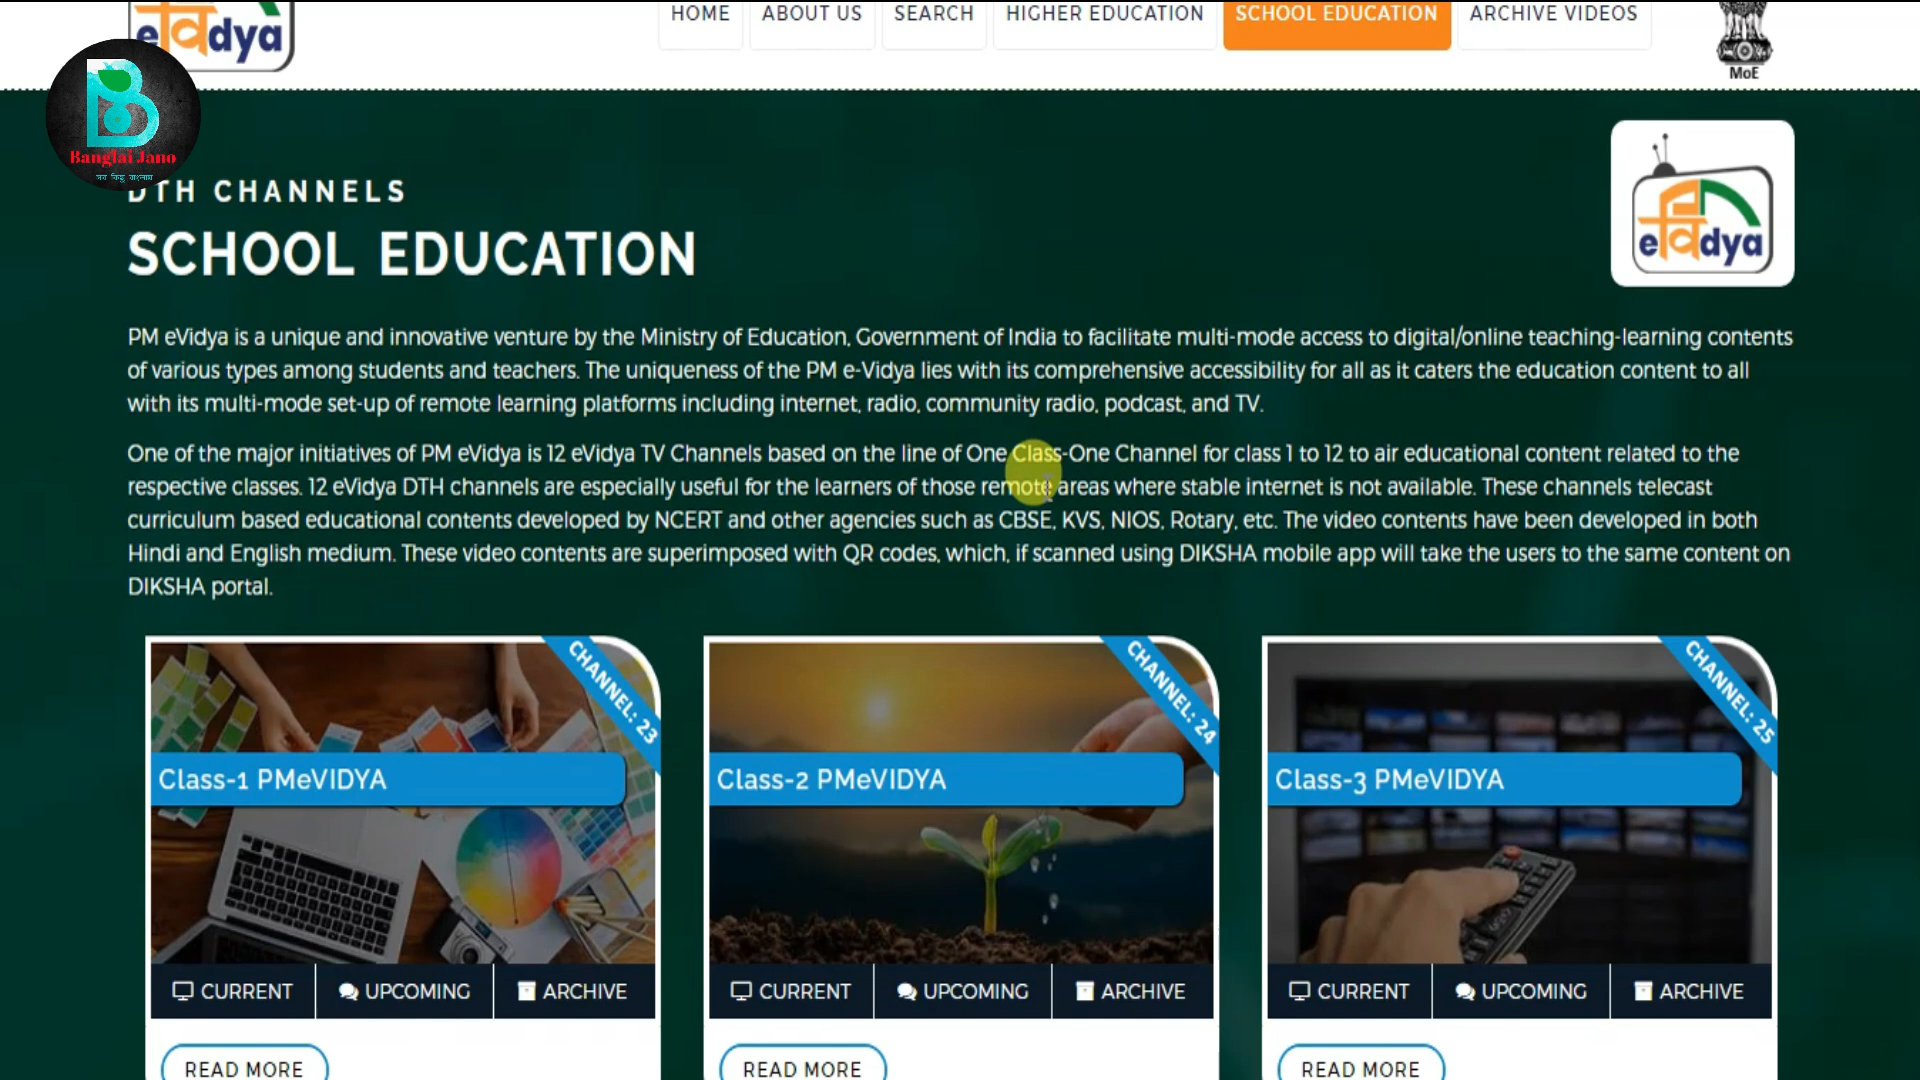 HOME
ABOUT US
SEARCH
HIGHER EDUCATION
SCHOOL EDUCATION
ARCHIVE VIDEOS
eविdya
MoE
B
Banglai Jano
সব কিছু বাংলায়
DTH CHANNELS
SCHOOL EDUCATION
eविdya
PM eVidya is a unique and innovative venture by the Ministry of Education, Government of India to facilitate multi-mode access to digital/online teaching-learning contents
of various types among students and teachers. The uniqueness of the PM e-Vidya lies with its comprehensive accessibility for all as it caters the education content to all
with its multi-mode set-up of remote learning platforms including internet, radio, community radio, podcast, and TV.
One of the major initiatives of PM eVidya is 12 eVidya TV Channels based on the line of One Class-One Channel for class 1 to 12 to air educational content related to the
respective classes. 12 eVidya DTH channels are especially useful for the learners of those remote areas where stable internet is not available. These channels telecast
curriculum based educational contents developed by NCERT and other agencies such as CBSE, KVS, NIOS, Rotary, etc. The video contents have been developed in both
Hindi and English medium. These video contents are superimposed with QR codes, which, if scanned using DIKSHA mobile app will take the users to the same content on
DIKSHA portal.
CHANNEL: 23
Class-1 PMeVIDYA
CURRENT
UPCOMING
ARCHIVE
READ MORE
CHANNEL: 24
Class-2 PMeVIDYA
CURRENT
UPCOMING
ARCHIVE
READ MORE
CHANNEL: 25
Class-3 PMeVIDYA
CURRENT
UPCOMING
ARCHIVE
READ MORE